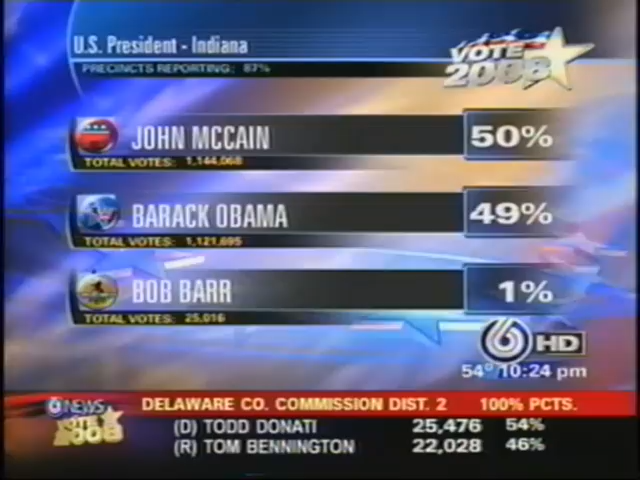 U.S. President - Indiana
PRECINCTS REPORTING: 87%
VOTE 2008
JOHN MCCAIN 50%
TOTAL VOTES: 1,144,068
BARACK OBAMA 49%
TOTAL VOTES: 1,121,695
BOB BARR 1%
TOTAL VOTES: 25,016
6 HD
54° 10:24 pm
6 NEWS DELAWARE CO. COMMISSION DIST. 2 100% PCTS.
VOTE 2008
(D) TODD DONATI 25,476 54%
(R) TOM BENNINGTON 22,028 46%